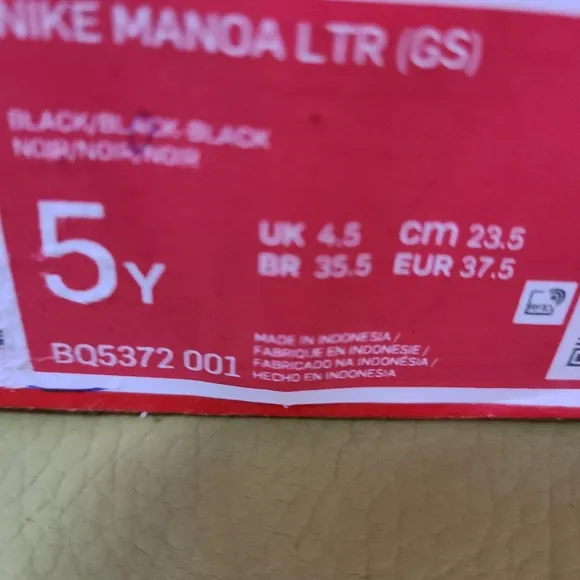 NIKE MANOA LTR (GS)
BLACK/BLACK-BLACK
NOIR/NOIR/NOIR
5Y
UK 4.5 cm 23.5
BR 35.5 EUR 37.5
BQ5372 001
MADE IN INDONESIA/
FABRIQUE EN INDONESIE/
FABRICADO NA INDONÉSIA/
HECHO EN INDONESIA